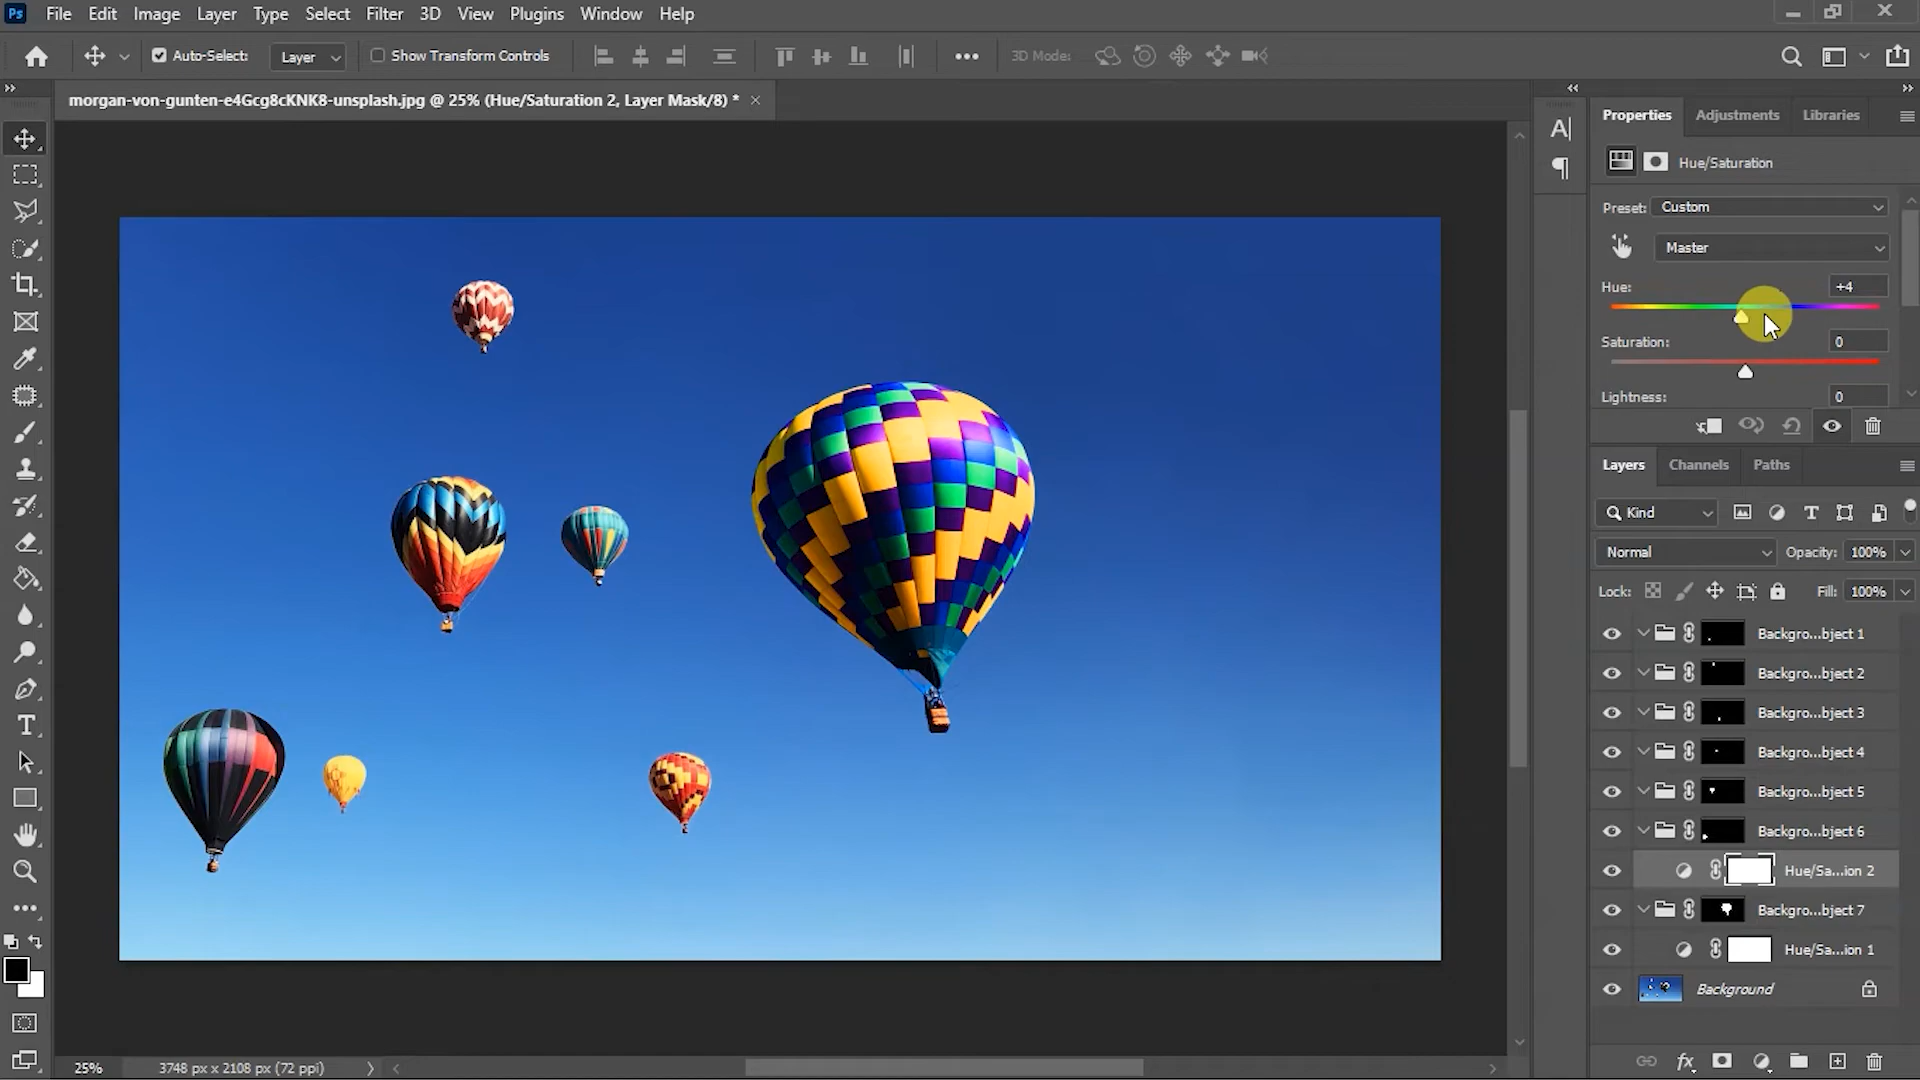 Ps File Edit Image Layer Type Select Filter 3D View Plugins Window Help
Auto-Select: Layer Show Transform Controls 3D Mode:
morgan-von-gunten-e4Gcg8cKNK8-unsplash.jpg @ 25% (Hue/Saturation 2, Layer Mask/8) *
Properties Adjustments Libraries
Hue/Saturation
Preset: Custom
Master
Hue: +4
Saturation: 0
Lightness: 0
Layers Channels Paths
Kind
Normal Opacity: 100%
Lock: Fill: 100%
Backgro...bject 1
Backgro...bject 2
Backgro...bject 3
Backgro...bject 4
Backgro...bject 5
Backgro...bject 6
Hue/Sa...ion 2
Backgro...bject 7
Hue/Sa...ion 1
Background
25% 3748 px x 2108 px (72 ppi)